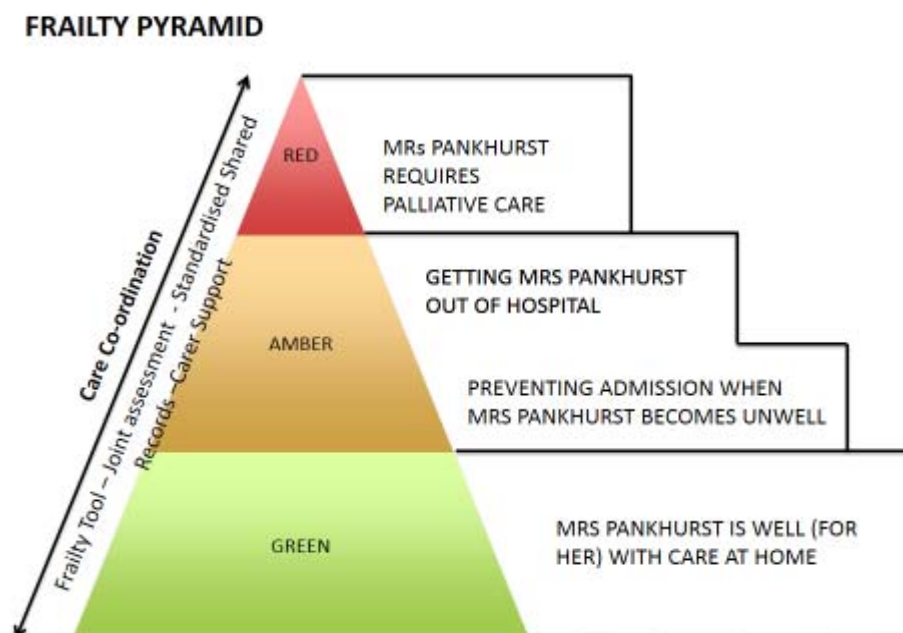 FRAILTY PYRAMID
Care Co-ordination
Frailty Tool – Joint assessment - Standardised Shared
Records –Carer Support
RED
MRs PANKHURST
REQUIRES
PALLIATIVE CARE
AMBER
GETTING MRS PANKHURST
OUT OF HOSPITAL
PREVENTING ADMISSION WHEN
MRS PANKHURST BECOMES UNWELL
GREEN
MRS PANKHURST IS WELL (FOR
HER) WITH CARE AT HOME